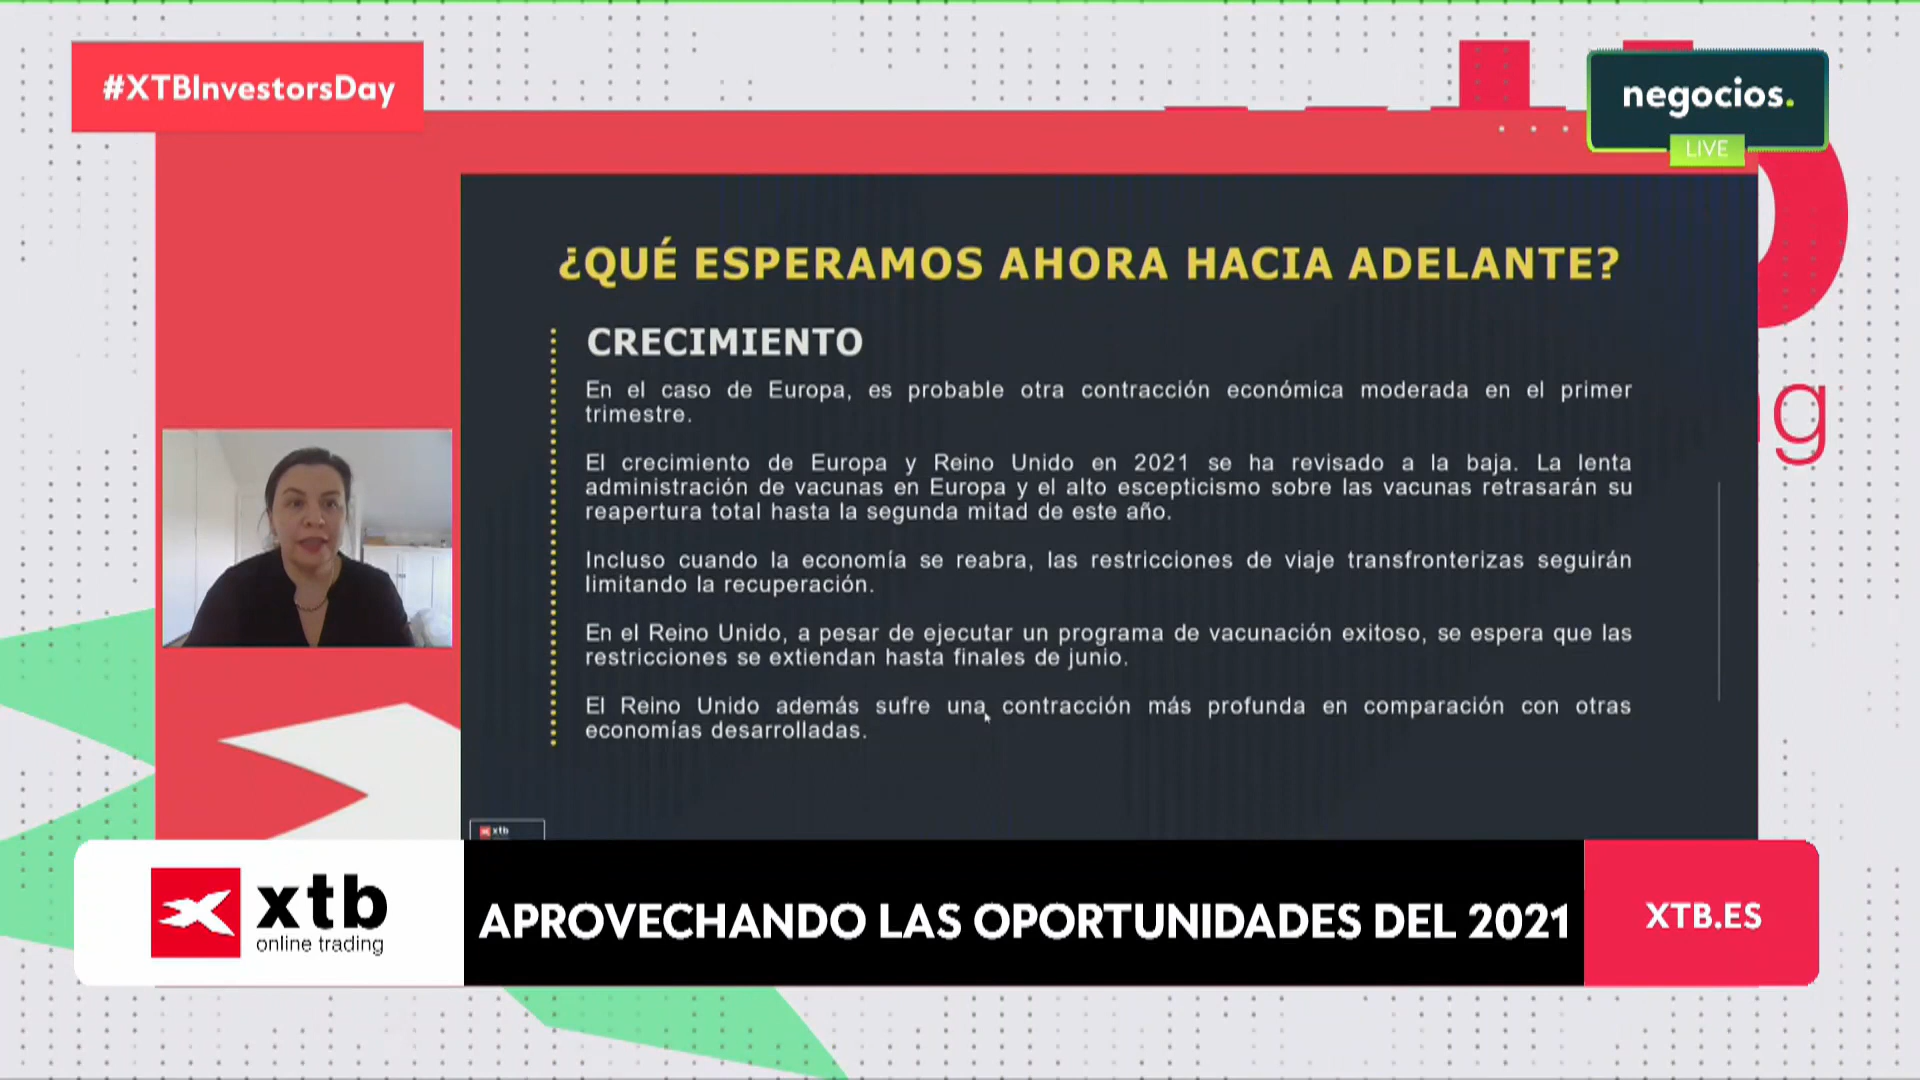 #XTBInvestorsDay
negocios.
LIVE
¿QUÉ ESPERAMOS AHORA HACIA ADELANTE?
CRECIMIENTO
En el caso de Europa, es probable otra contracción económica moderada en el primer
trimestre.
El crecimiento de Europa y Reino Unido en 2021 se ha revisado a la baja. La lenta
administración de vacunas en Europa y el alto escepticismo sobre las vacunas retrasarán su
reapertura total hasta la segunda mitad de este año.
Incluso cuando la economía se reabra, las restricciones de viaje transfronterizas seguirán
limitando la recuperación.
En el Reino Unido, a pesar de ejecutar un programa de vacunación exitoso, se espera que las
restricciones se extiendan hasta finales de junio.
El Reino Unido además sufre una contracción más profunda en comparación con otras
economías desarrolladas.
xtb
xtb
online trading
APROVECHANDO LAS OPORTUNIDADES DEL 2021
XTB.ES